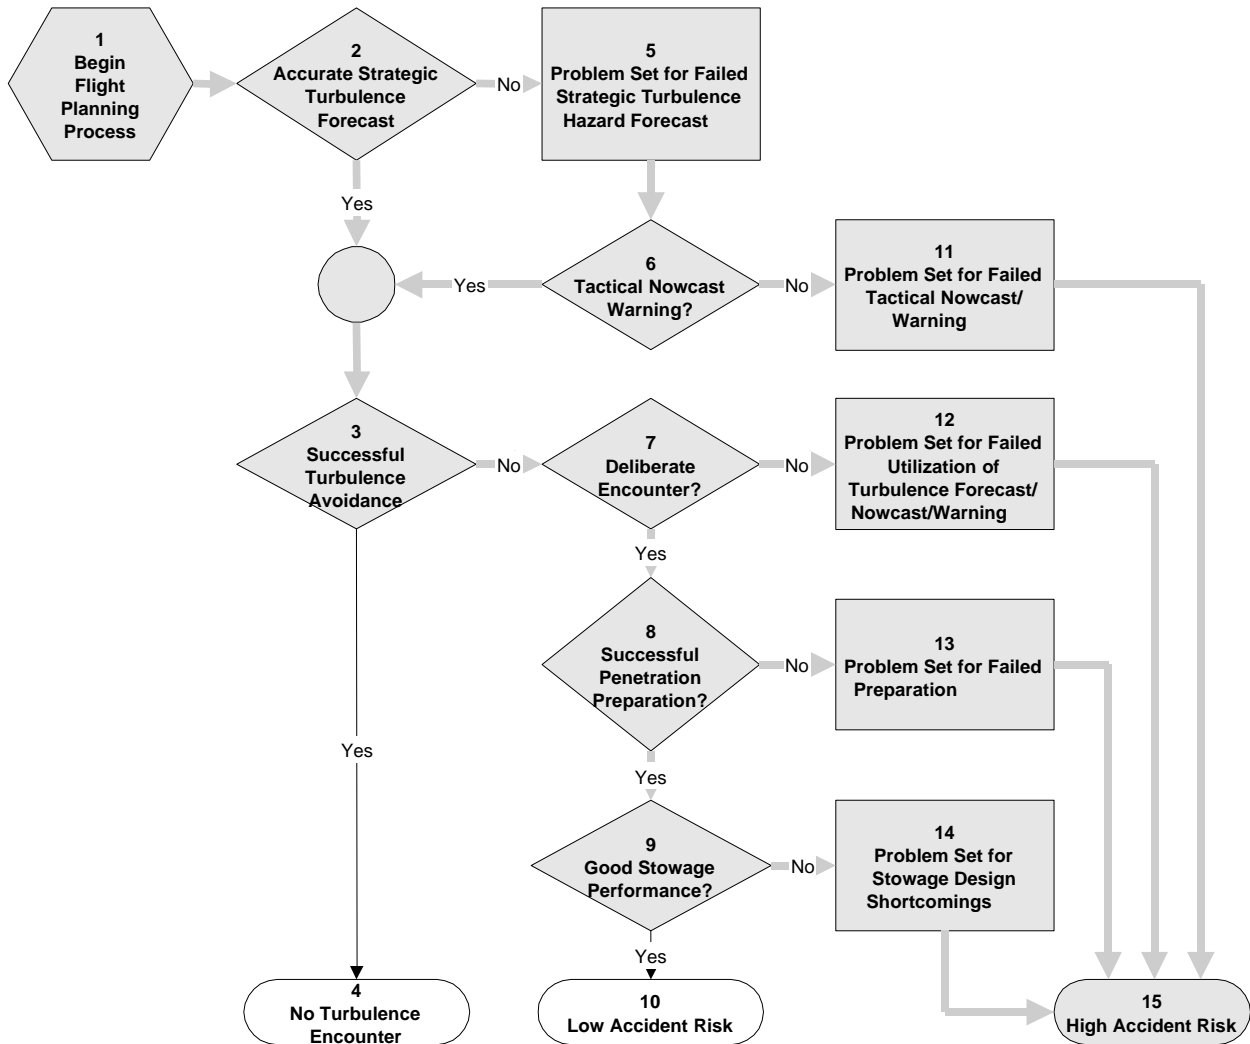 1
Begin
Flight
Planning
Process
2
Accurate Strategic
Turbulence
Forecast
No
5
Problem Set for Failed
Strategic Turbulence
Hazard Forecast
Yes
6
Tactical Nowcast
Warning?
Yes
No
11
Problem Set for Failed
Tactical Nowcast/
Warning
3
Successful
Turbulence
Avoidance
No
7
Deliberate
Encounter?
No
12
Problem Set for Failed
Utilization of
Turbulence Forecast/
Nowcast/Warning
Yes
8
Successful
Penetration
Preparation?
No
13
Problem Set for Failed
Preparation
Yes
Yes
9
Good Stowage
Performance?
No
14
Problem Set for
Stowage Design
Shortcomings
Yes
4
No Turbulence
Encounter
10
Low Accident Risk
15
High Accident Risk